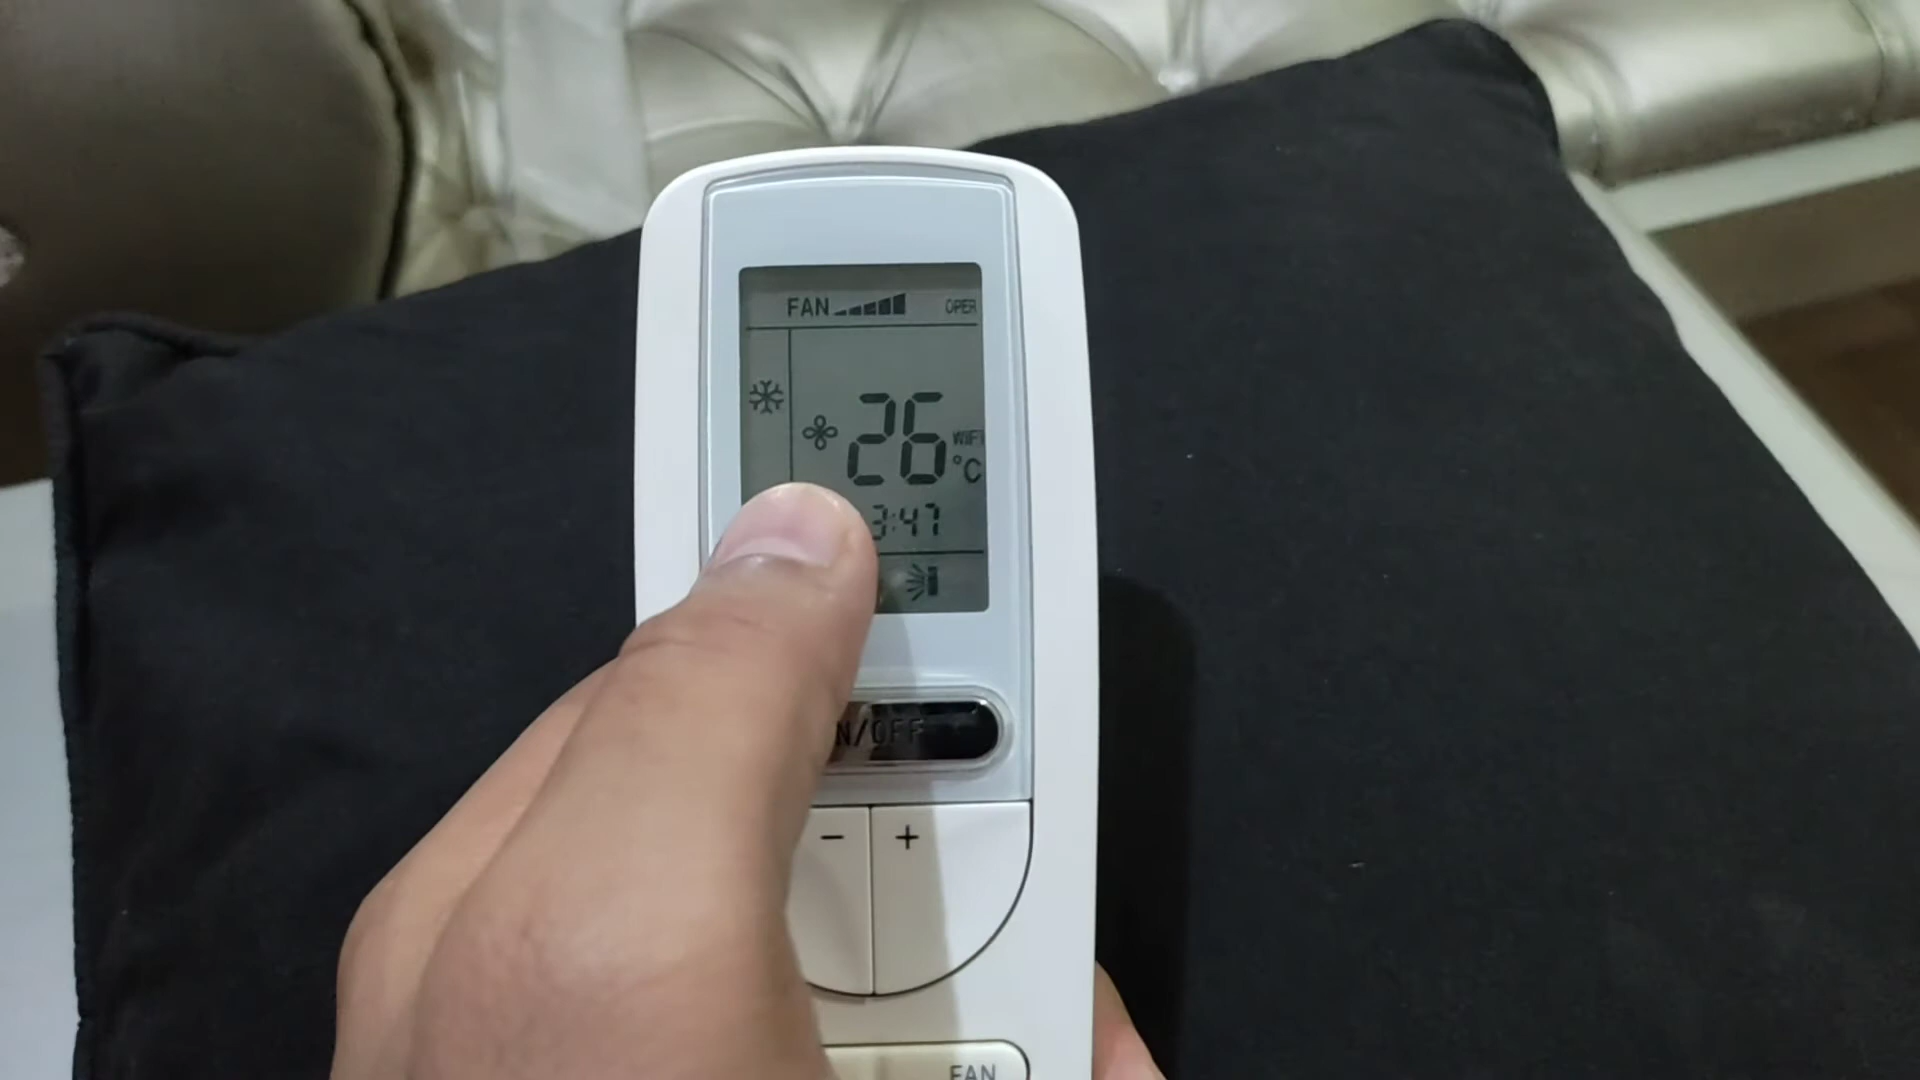 FAN OPER
26 WIFI
°C
3:47
N/OFF
- +
FAN